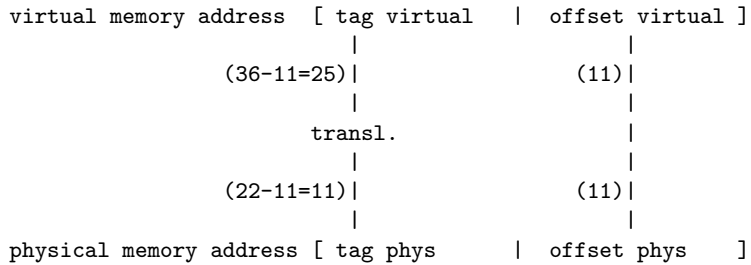 virtual memory address  [ tag virtual   |  offset virtual ]
                              |                      |
                   (36-11=25)|                 (11)|
                              |                      |
                          transl.                    |
                              |                      |
                   (22-11=11)|                 (11)|
                              |                      |
physical memory address [ tag phys      |  offset phys    ]